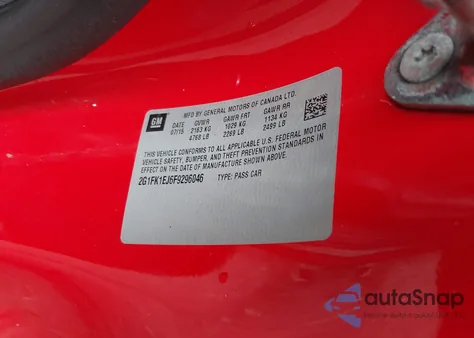 GM
MFD BY GENERAL MOTORS OF CANADA LTD.
DATE GVWR GAWR FRT GAWR RR
07/15 2163 KG 1029 KG 1134 KG
4768 LB 2269 LB 2499 LB
THIS VEHICLE CONFORMS TO ALL APPLICABLE U.S. FEDERAL MOTOR
VEHICLE SAFETY, BUMPER, AND THEFT PREVENTION STANDARDS IN
EFFECT ON THE DATE OF MANUFACTURE SHOWN ABOVE.
2G1FK1EJ6F9296046 TYPE: PASS CAR
autoSnap